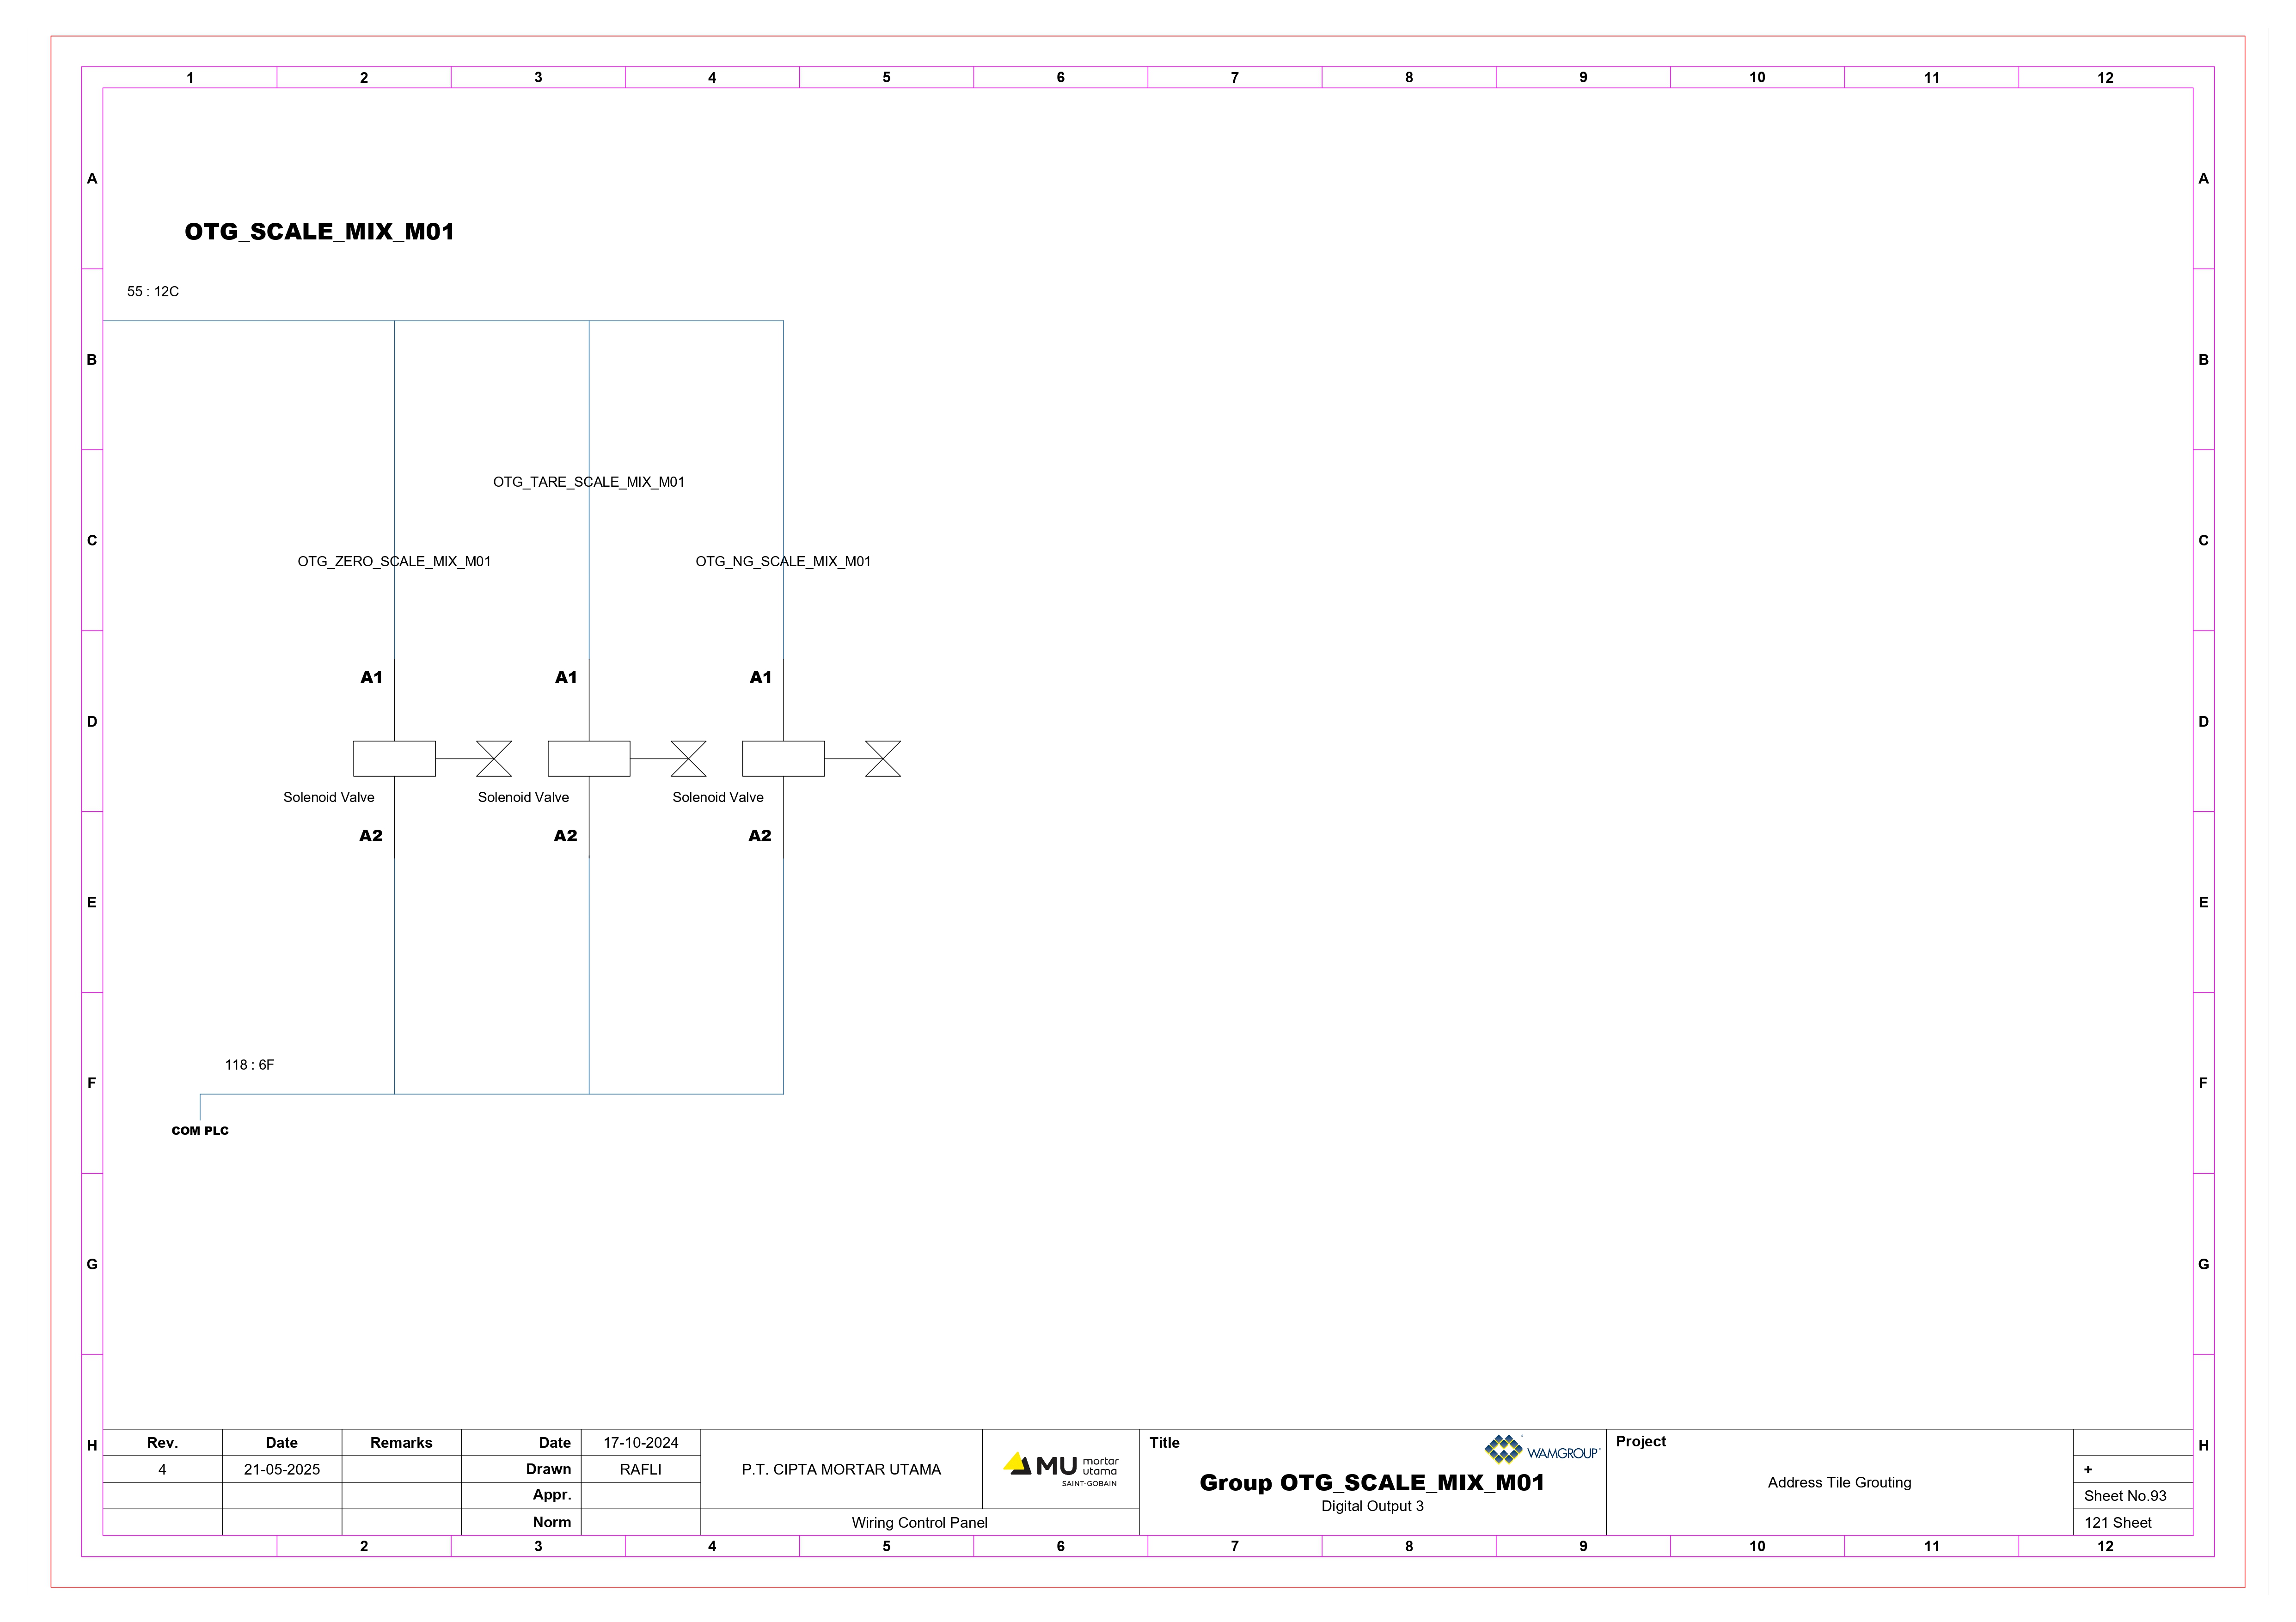 1 2 3 4 5 6 7 8 9 10 11 12
A A
OTG_SCALE_MIX_M01
55 : 12C
B B
OTG_TARE_SCALE_MIX_M01
C C
OTG_ZERO_SCALE_MIX_M01 OTG_NG_SCALE_MIX_M01
A1 A1 A1
D D
Solenoid Valve Solenoid Valve Solenoid Valve
A2 A2 A2
E E
118 : 6F
F F
COM PLC
G G
H H
Rev. Date Remarks Date 17-10-2024
4 21-05-2025 Drawn RAFLI
Appr.
Norm
P.T. CIPTA MORTAR UTAMA
MU mortar
utama
SAINT-GOBAIN
Wiring Control Panel
Title
WAMGROUP
Group OTG_SCALE_MIX_M01
Digital Output 3
Project
Address Tile Grouting
+
Sheet No.93
121 Sheet
2 3 4 5 6 7 8 9 10 11 12